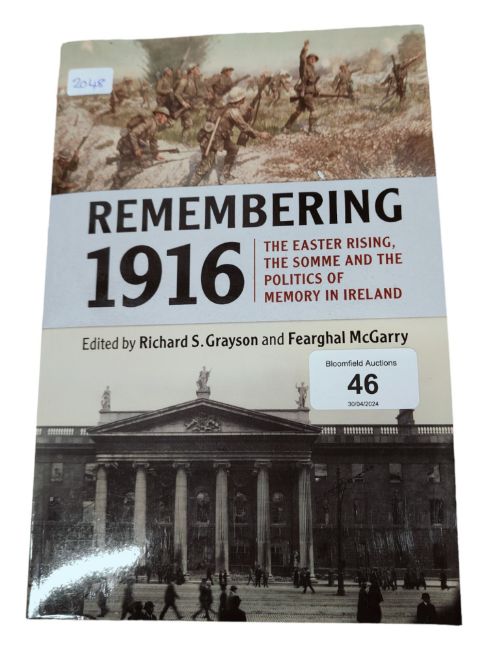 2048
REMEMBERING
1916
THE EASTER RISING,
THE SOMME AND THE
POLITICS OF
MEMORY IN IRELAND
Edited by Richard S. Grayson and Fearghal McGarry
Bloomfield Auctions
46
30/04/2024